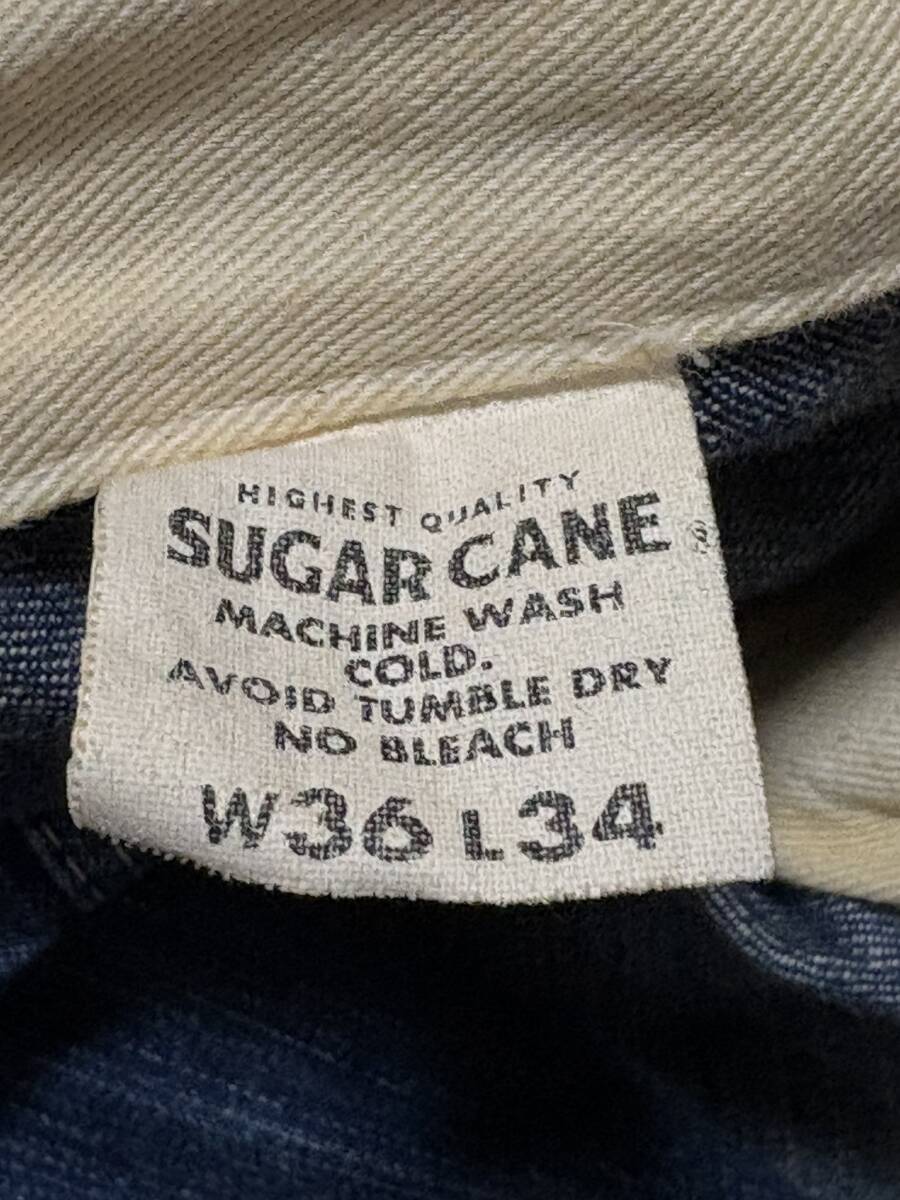 HIGHEST QUALITY
SUGAR CANE ®
MACHINE WASH
COLD.
AVOID TUMBLE DRY
NO BLEACH
W36 L34